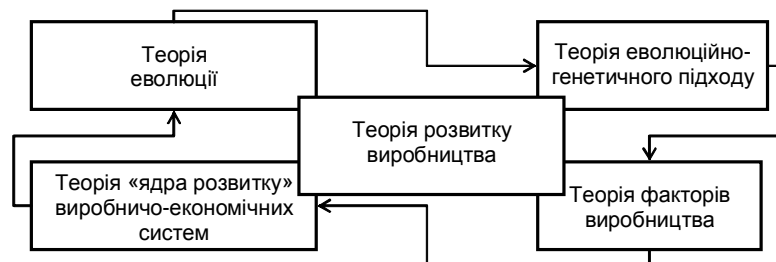 Теорія
еволюції
Теорія еволюційно-
генетичного підходу
Теорія розвитку
виробництва
Теорія «ядра розвитку»
виробничо-економічних
систем
Теорія факторів
виробництва